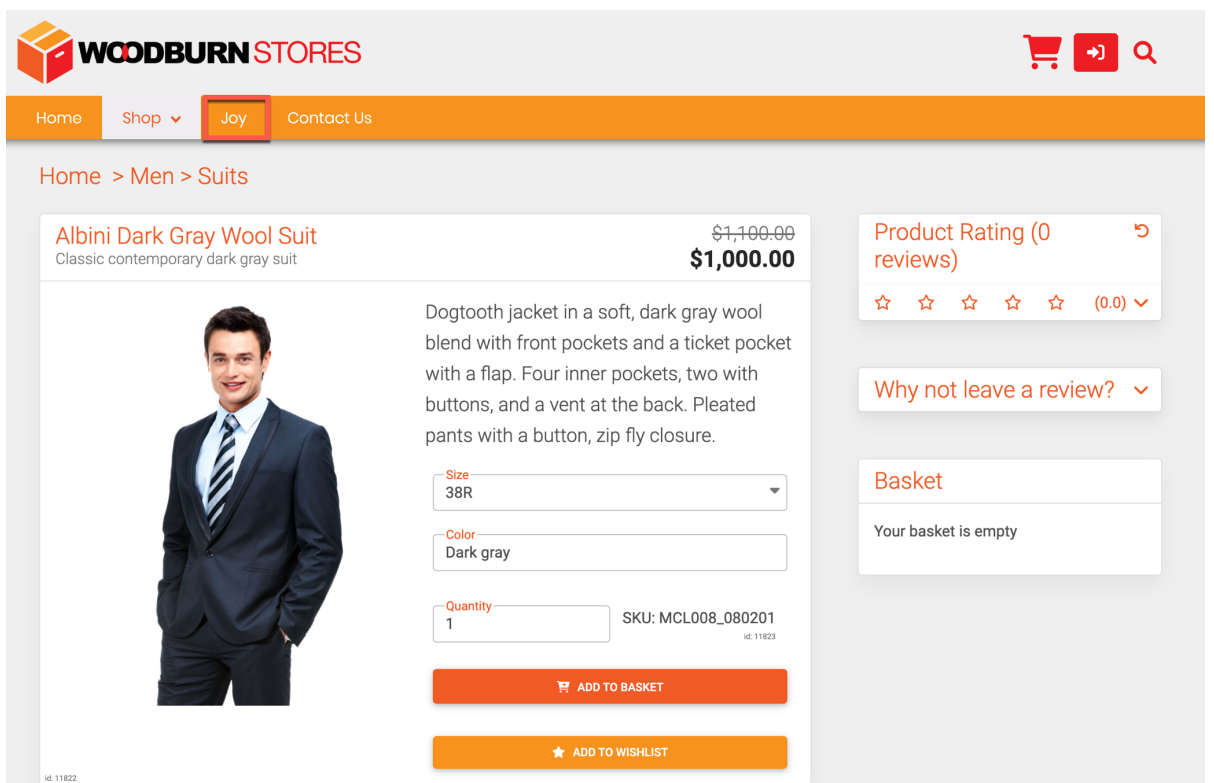 WOODBURN STORES
Home Shop Joy Contact Us
Home > Men > Suits
Albini Dark Gray Wool Suit
Classic contemporary dark gray suit
$1,100.00
$1,000.00
Dogtooth jacket in a soft, dark gray wool
blend with front pockets and a ticket pocket
with a flap. Four inner pockets, two with
buttons, and a vent at the back. Pleated
pants with a button, zip fly closure.
Size
38R
Color
Dark gray
Quantity
1
SKU: MCL008_080201
id: 11823
ADD TO BASKET
ADD TO WISHLIST
id: 11822
Product Rating (0
reviews)
(0.0)
Why not leave a review?
Basket
Your basket is empty